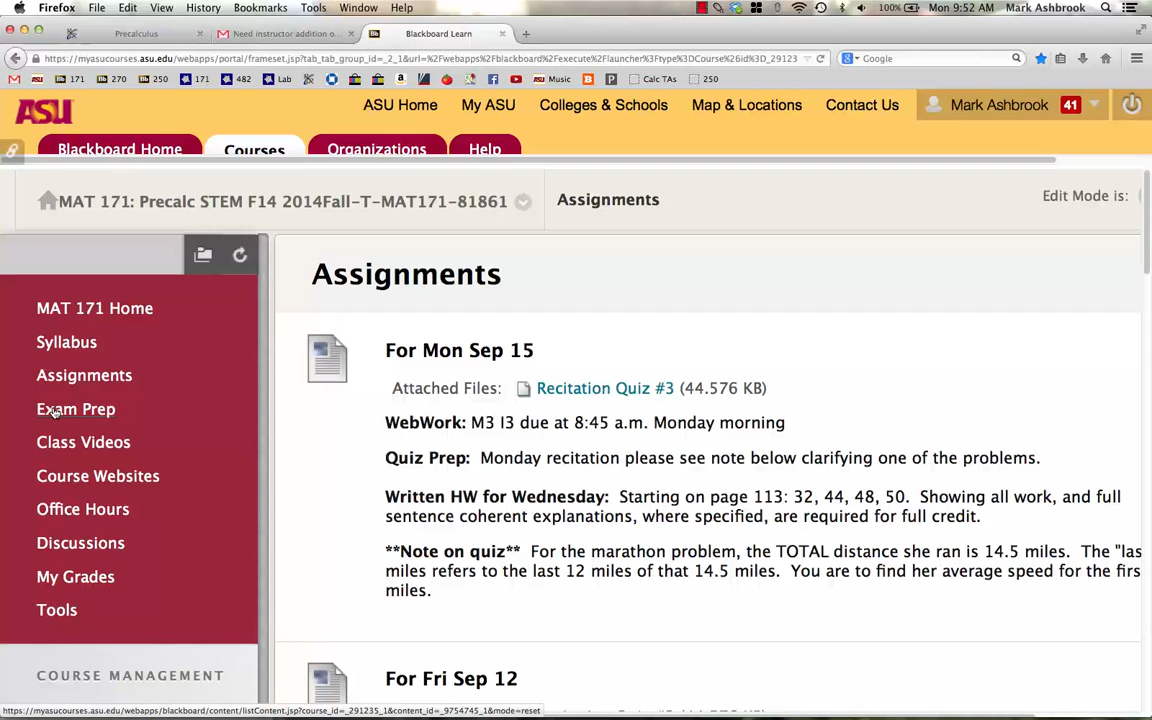 Firefox File Edit View History Bookmarks Tools Window Help 100% Mon 9:52 AM Mark Ashbrook
Precalculus × Need instructor addition o... × Blackboard Learn × +
https://myasucourses.asu.edu/webapps/portal/frameset.jsp?tab_tab_group_id=_2_1&url=%2Fwebapps%2Fblackboard%2Fexecute%2Flauncher%3Ftype%3DCourse%26id%3D_29123 Google
171 270 250 171 482 Lab Music Calc TAs 250
ASU ASU Home My ASU Colleges & Schools Map & Locations Contact Us Mark Ashbrook 41
Blackboard Home Courses Organizations Help
MAT 171: Precalc STEM F14 2014Fall-T-MAT171-81861 Assignments Edit Mode is:
Assignments
MAT 171 Home
Syllabus
Assignments
Exam Prep
Class Videos
Course Websites
Office Hours
Discussions
My Grades
Tools
COURSE MANAGEMENT
For Mon Sep 15
Attached Files: Recitation Quiz #3 (44.576 KB)
WebWork: M3 I3 due at 8:45 a.m. Monday morning
Quiz Prep: Monday recitation please see note below clarifying one of the problems.
Written HW for Wednesday: Starting on page 113: 32, 44, 48, 50. Showing all work, and full
sentence coherent explanations, where specified, are required for full credit.
**Note on quiz** For the marathon problem, the TOTAL distance she ran is 14.5 miles. The "las
miles refers to the last 12 miles of that 14.5 miles. You are to find her average speed for the firs
miles.
For Fri Sep 12
https://myasucourses.asu.edu/webapps/blackboard/content/listContent.jsp?course_id=_291235_1&content_id=_9754745_1&mode=reset